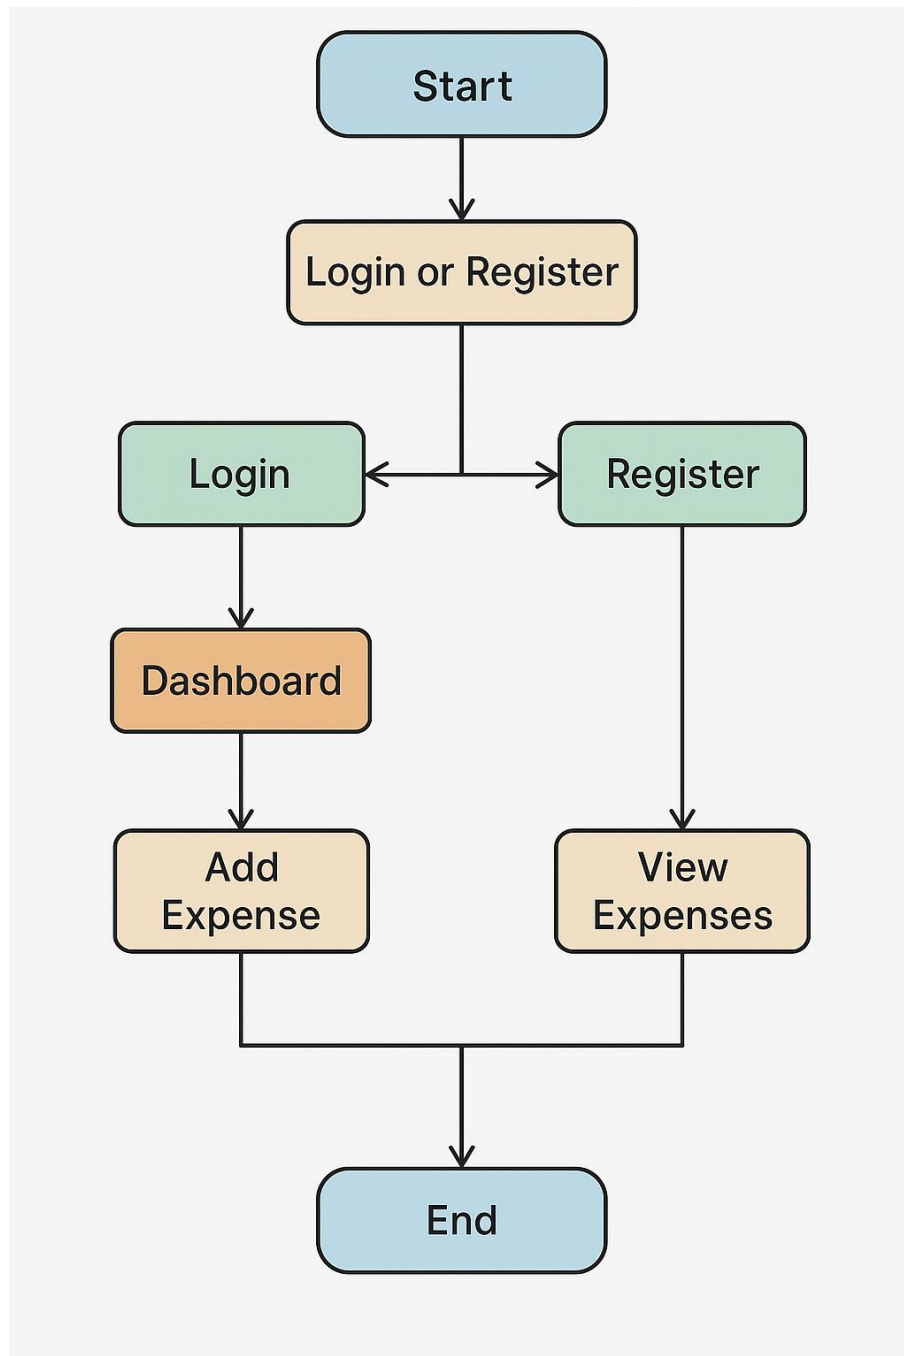 Start
Login or Register
Login
Register
Dashboard
Add
Expense
View
Expenses
End